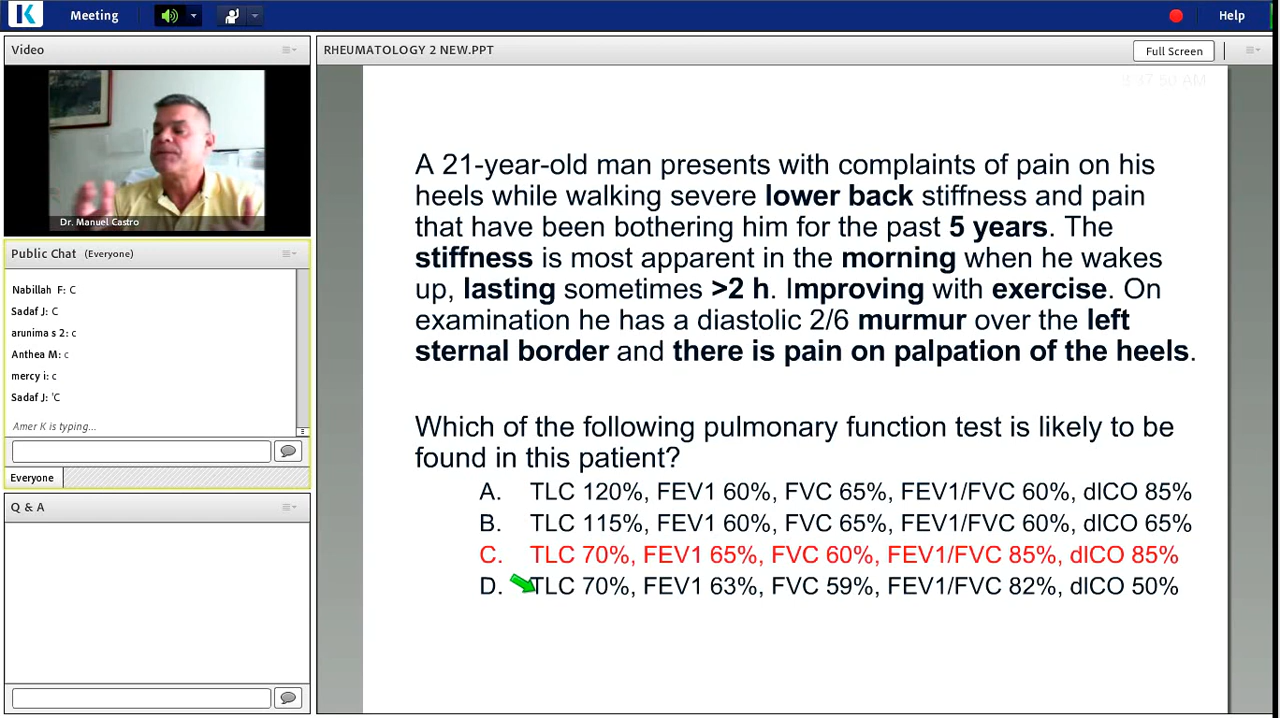 K Meeting Help
Video
Dr. Manuel Castro
Public Chat (Everyone)
Nabillah F: C
Sadaf J: C
arunima s 2: c
Anthea M: c
mercy i: c
Sadaf J: 'C
Amer K is typing...
Everyone
Q & A
RHEUMATOLOGY 2 NEW.PPT
Full Screen
8:37:50 AM
A 21-year-old man presents with complaints of pain on his
heels while walking severe lower back stiffness and pain
that have been bothering him for the past 5 years. The
stiffness is most apparent in the morning when he wakes
up, lasting sometimes >2 h. Improving with exercise. On
examination he has a diastolic 2/6 murmur over the left
sternal border and there is pain on palpation of the heels.
Which of the following pulmonary function test is likely to be
found in this patient?
A. TLC 120%, FEV1 60%, FVC 65%, FEV1/FVC 60%, dlCO 85%
B. TLC 115%, FEV1 60%, FVC 65%, FEV1/FVC 60%, dlCO 65%
C. TLC 70%, FEV1 65%, FVC 60%, FEV1/FVC 85%, dlCO 85%
D. TLC 70%, FEV1 63%, FVC 59%, FEV1/FVC 82%, dlCO 50%